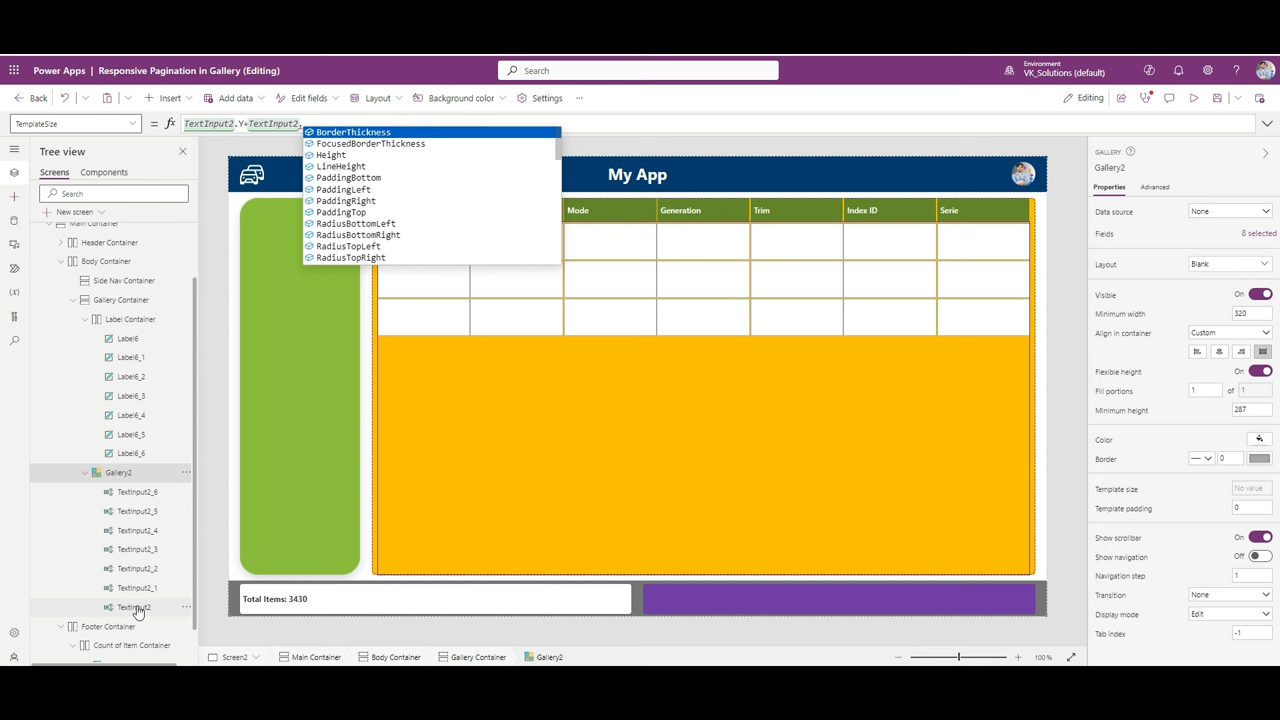 Power Apps | Responsive Pagination in Gallery (Editing)
Search
Environment
VK_Solutions (default)
Back
Insert
Add data
Edit fields
Layout
Background color
Settings
Editing
TemplateSize
= fx TextInput2.Y+TextInput2.
BorderThickness
FocusedBorderThickness
Height
LineHeight
PaddingBottom
PaddingLeft
PaddingRight
PaddingTop
RadiusBottomLeft
RadiusBottomRight
RadiusTopLeft
RadiusTopRight
Tree view
Screens
Components
Search
New screen
Main Container
Header Container
Body Container
Side Nav Container
Gallery Container
Label Container
Label6
Label6_1
Label6_2
Label6_3
Label6_4
Label6_5
Label6_6
Gallery2
TextInput2_6
TextInput2_5
TextInput2_4
TextInput2_3
TextInput2_2
TextInput2_1
TextInput2
Footer Container
Count of Item Container
My App
Mode
Generation
Trim
Index ID
Serie
Total Items: 3430
Screen2
Main Container
Body Container
Gallery Container
Gallery2
100 %
GALLERY
Gallery2
Properties
Advanced
Data source
None
Fields
8 selected
Layout
Blank
Visible
On
Minimum width
320
Align in container
Custom
Flexible height
On
Fill portions
1
of
1
Minimum height
287
Color
Border
0
Template size
No value
Template padding
0
Show scrollbar
On
Show navigation
Off
Navigation step
1
Transition
None
Display mode
Edit
Tab index
-1